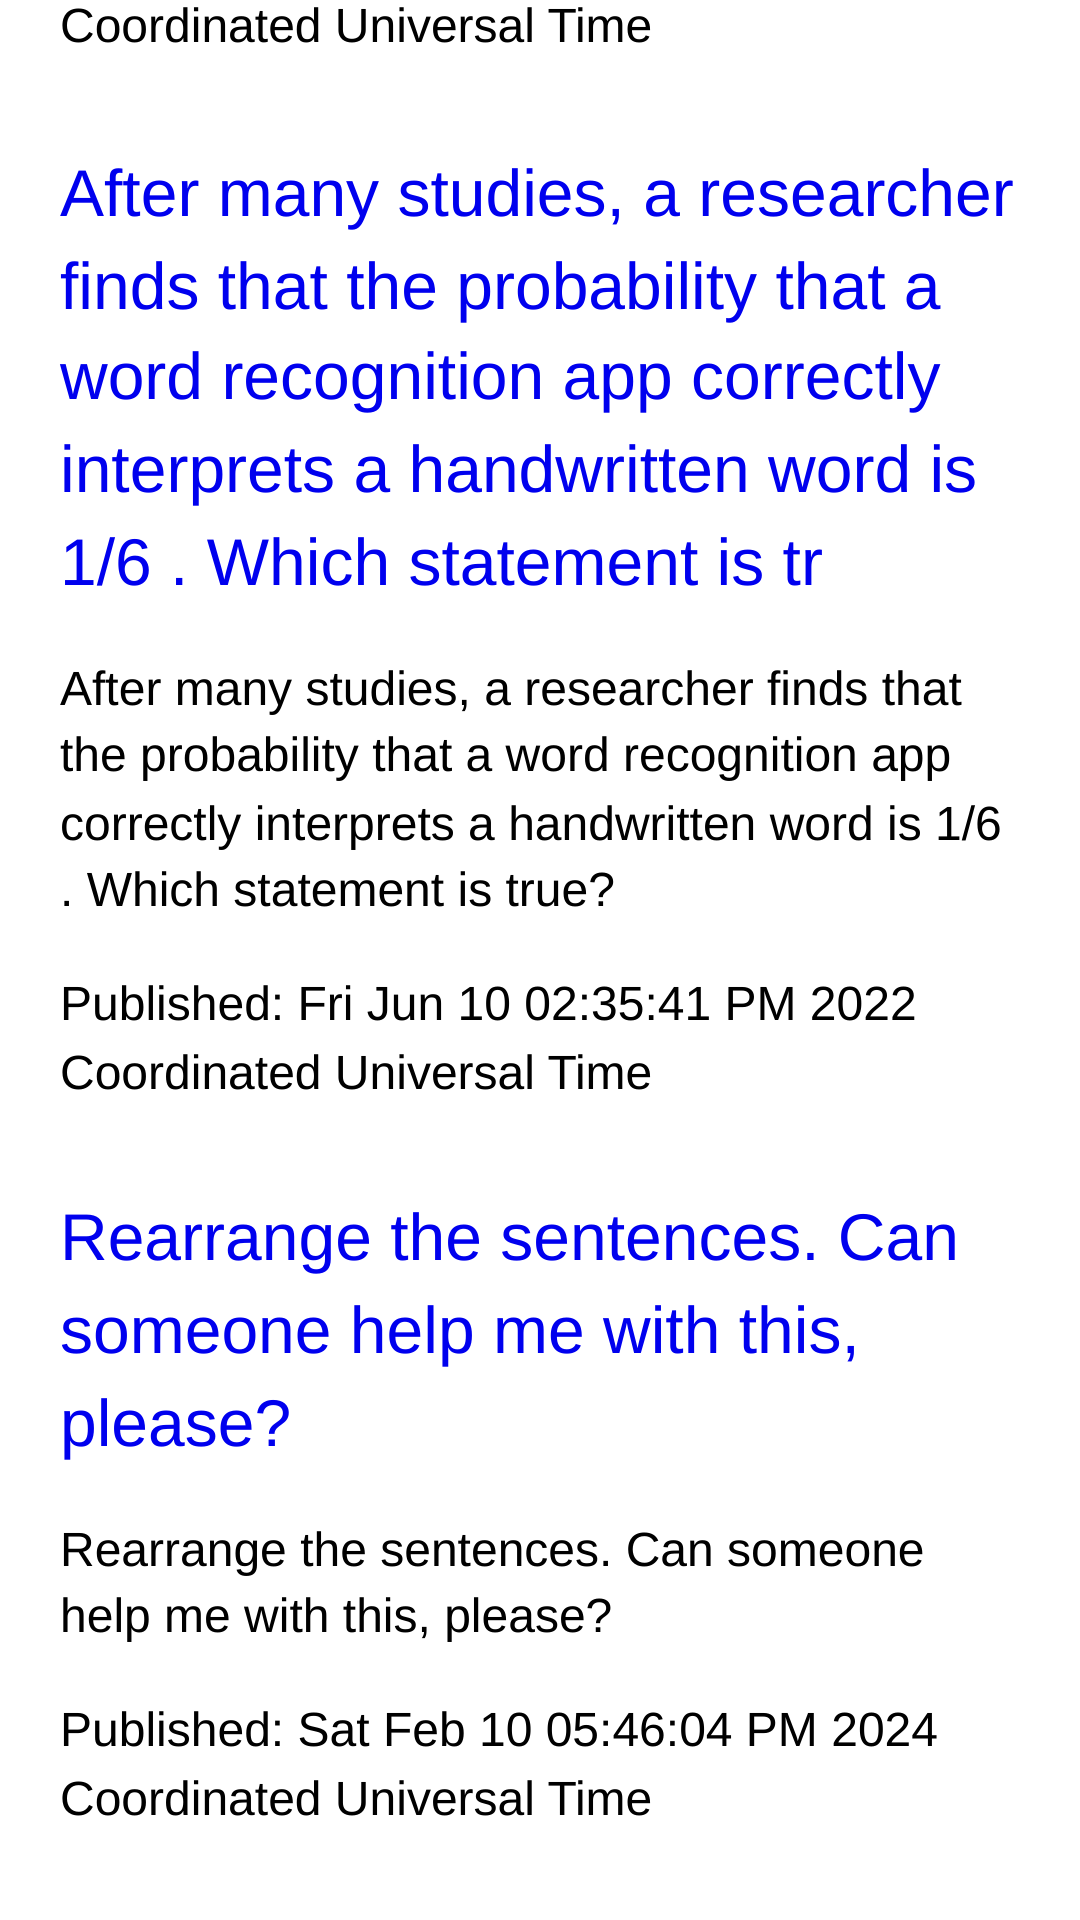 Coordinated Universal Time
After many studies, a researcher
finds that the probability that a
word recognition app correctly
interprets a handwritten word is
1/6 . Which statement is tr
After many studies, a researcher finds that
the probability that a word recognition app
correctly interprets a handwritten word is 1/6
. Which statement is true?
Published: Fri Jun 10 02:35:41 PM 2022
Coordinated Universal Time
Rearrange the sentences. Can
someone help me with this,
please?
Rearrange the sentences. Can someone
help me with this, please?
Published: Sat Feb 10 05:46:04 PM 2024
Coordinated Universal Time